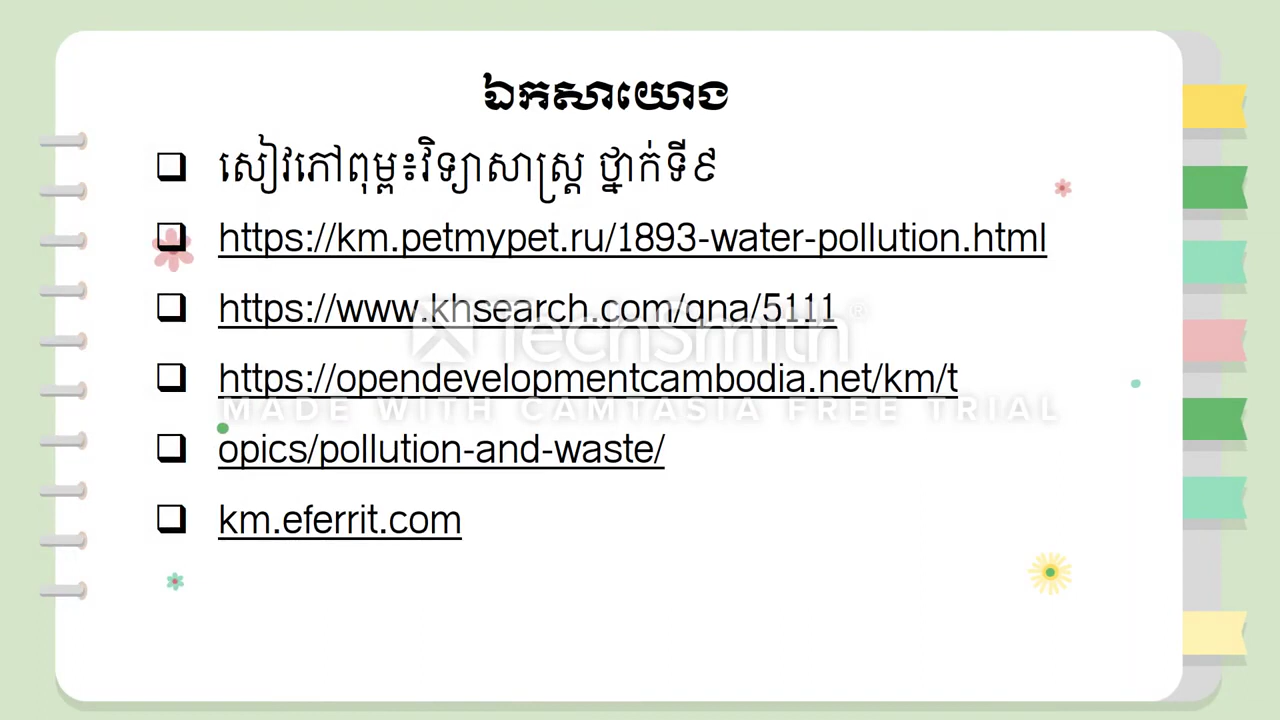 ឯកសាយោង
❑ សៀវភៅពុម្ព៖វិទ្យាសាស្ត្រ ថ្នាក់ទី៩
❑ https://km.petmypet.ru/1893-water-pollution.html
❑ https://www.khsearch.com/qna/5111
TechSmith®
❑ https://opendevelopmentcambodia.net/km/t
MADE WITH CAMTASIA FREE TRIAL
❑ opics/pollution-and-waste/
❑ km.eferrit.com